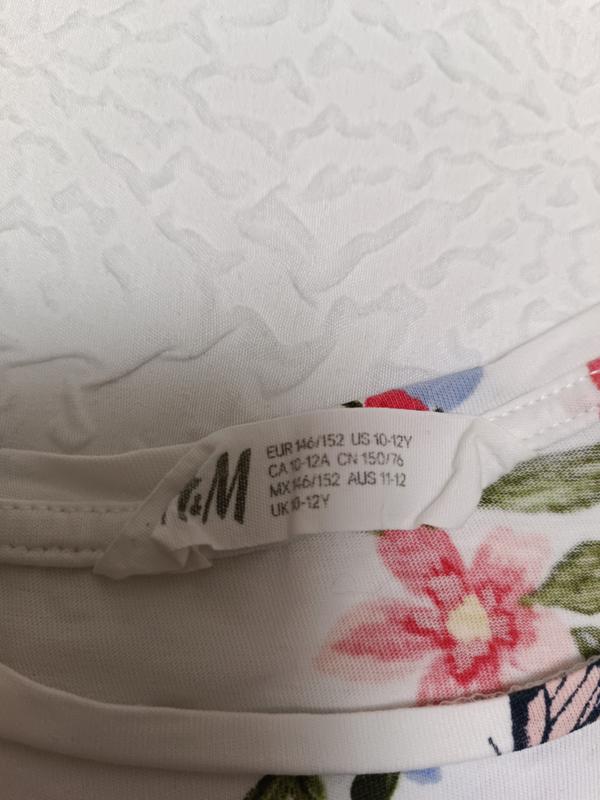 H&M
EUR 146/152 US 10-12Y
CA 10-12A CN 150/76
MX 146/152 AUS 11-12
UK 10-12Y